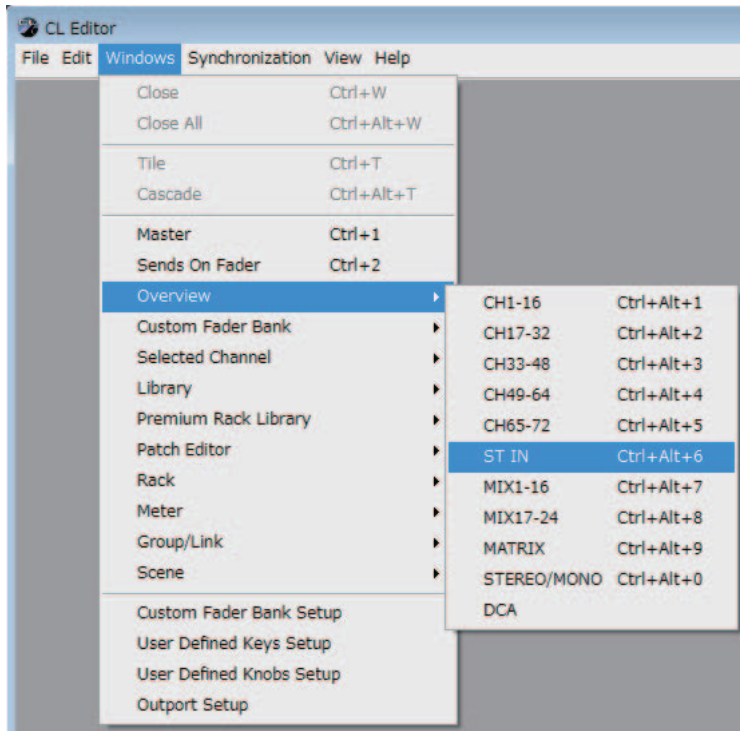 CL Editor
File Edit Windows Synchronization View Help
Close Ctrl+W
Close All Ctrl+Alt+W
Tile Ctrl+T
Cascade Ctrl+Alt+T
Master Ctrl+1
Sends On Fader Ctrl+2
Overview
Custom Fader Bank
Selected Channel
Library
Premium Rack Library
Patch Editor
Rack
Meter
Group/Link
Scene
Custom Fader Bank Setup
User Defined Keys Setup
User Defined Knobs Setup
Outport Setup
CH1-16 Ctrl+Alt+1
CH17-32 Ctrl+Alt+2
CH33-48 Ctrl+Alt+3
CH49-64 Ctrl+Alt+4
CH65-72 Ctrl+Alt+5
ST IN Ctrl+Alt+6
MIX1-16 Ctrl+Alt+7
MIX17-24 Ctrl+Alt+8
MATRIX Ctrl+Alt+9
STEREO/MONO Ctrl+Alt+0
DCA